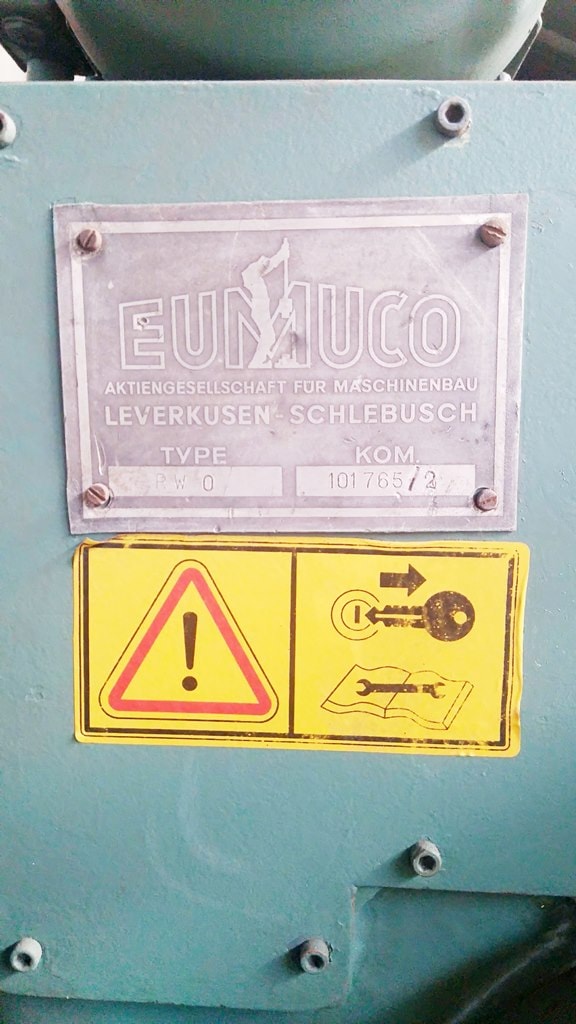 EUMUCO
AKTIENGESELLSCHAFT FÜR MASCHINENBAU
LEVERKUSEN-SCHLEBUSCH
TYPE KOM.
RW 0 101765/2
!